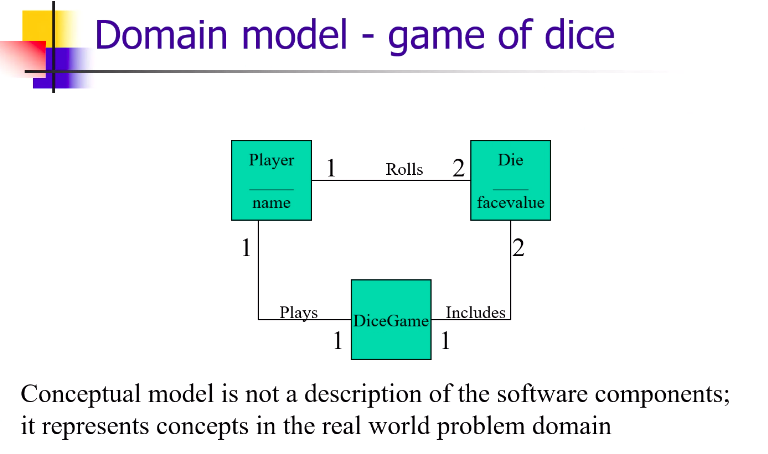 Domain model - game of dice
Player
1
Rolls
2
Die
name
facevalue
1
2
Plays
DiceGame
Includes
1
1
Conceptual model is not a description of the software components;
it represents concepts in the real world problem domain